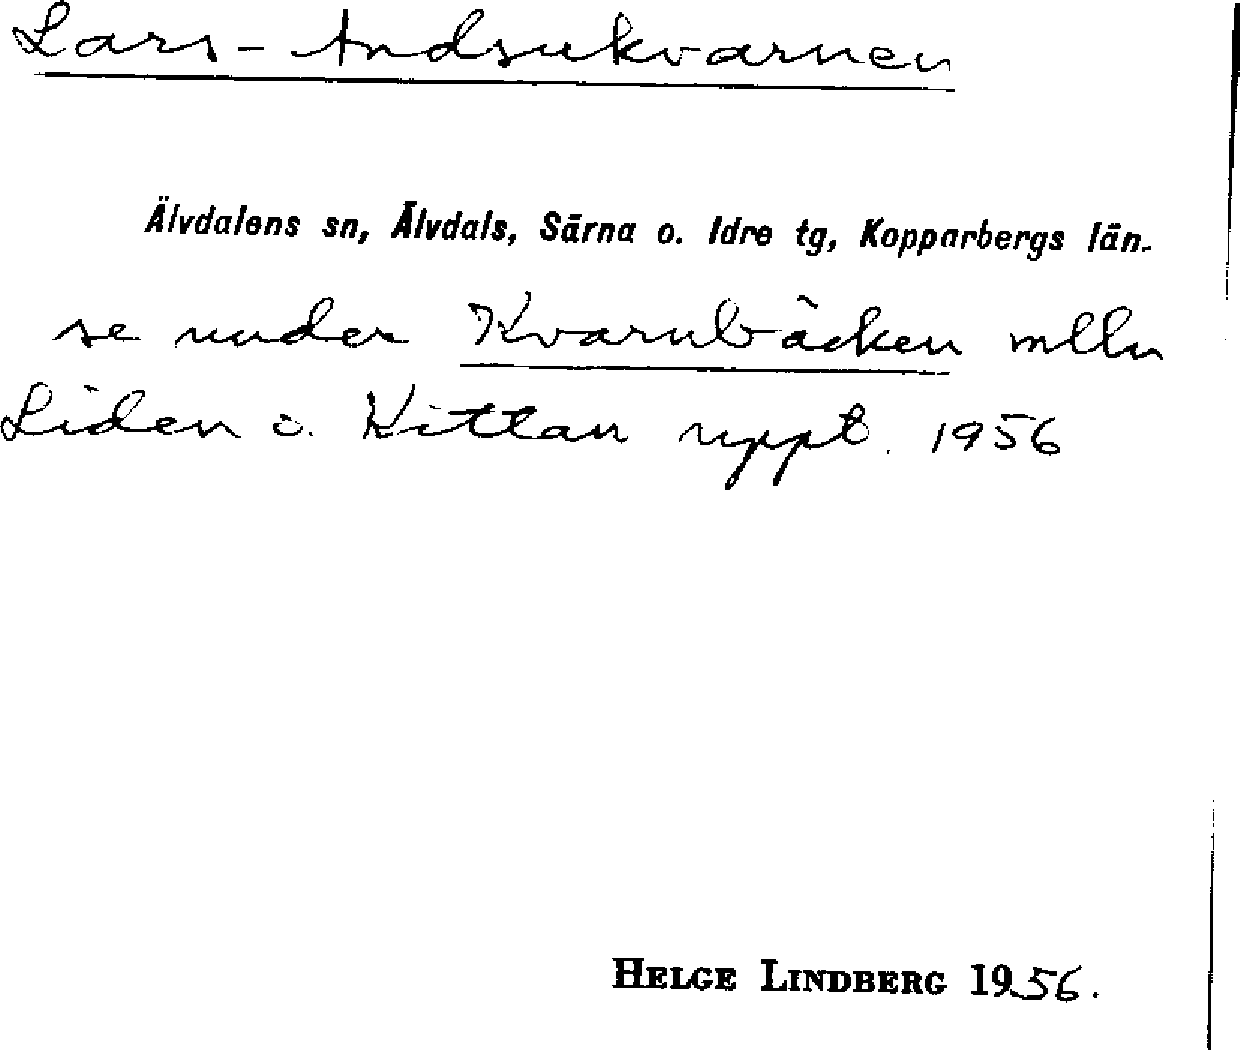 Lars-Andsukvarnen
Älvdalens sn, Älvdals, Särna o. Idre tg, Kopparbergs län.
se under Kvarnbäcken mlln
Liden o. Kittan uppt. 1956
HELGE LINDBERG 1956.